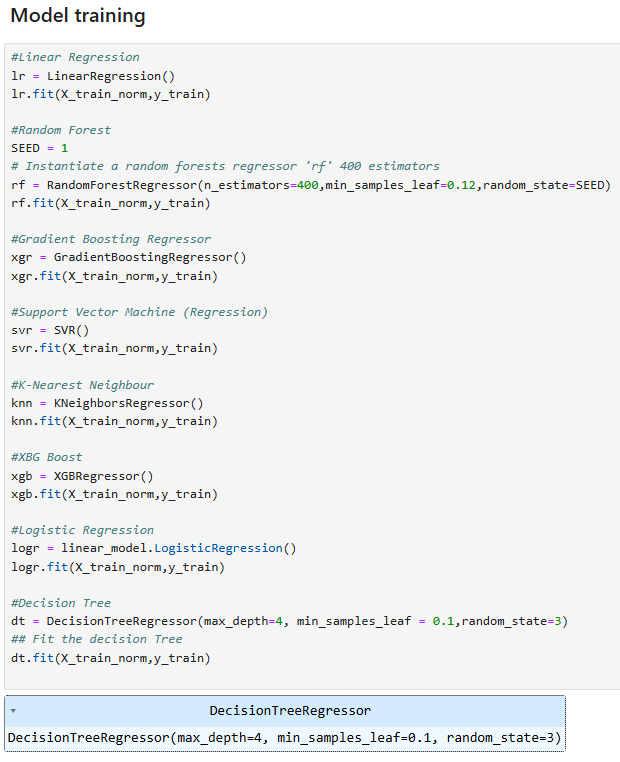 Model training
#Linear Regression
lr = LinearRegression()
lr.fit(X_train_norm,y_train)
#Random Forest
SEED = 1
# Instantiate a random forests regressor 'rf' 400 estimators
rf = RandomForestRegressor(n_estimators=400,min_samples_leaf=0.12,random_state=SEED)
rf.fit(X_train_norm,y_train)
#Gradient Boosting Regressor
xgr = GradientBoostingRegressor()
xgr.fit(X_train_norm,y_train)
#Support Vector Machine (Regression)
svr = SVR()
svr.fit(X_train_norm,y_train)
#K-Nearest Neighbour
knn = KNeighborsRegressor()
knn.fit(X_train_norm,y_train)
#XBG Boost
xgb = XGBRegressor()
xgb.fit(X_train_norm,y_train)
#Logistic Regression
logr = linear_model.LogisticRegression()
logr.fit(X_train_norm,y_train)
#Decision Tree
dt = DecisionTreeRegressor(max_depth=4, min_samples_leaf = 0.1,random_state=3)
## Fit the decision Tree
dt.fit(X_train_norm,y_train)
DecisionTreeRegressor
DecisionTreeRegressor(max_depth=4, min_samples_leaf=0.1, random_state=3)